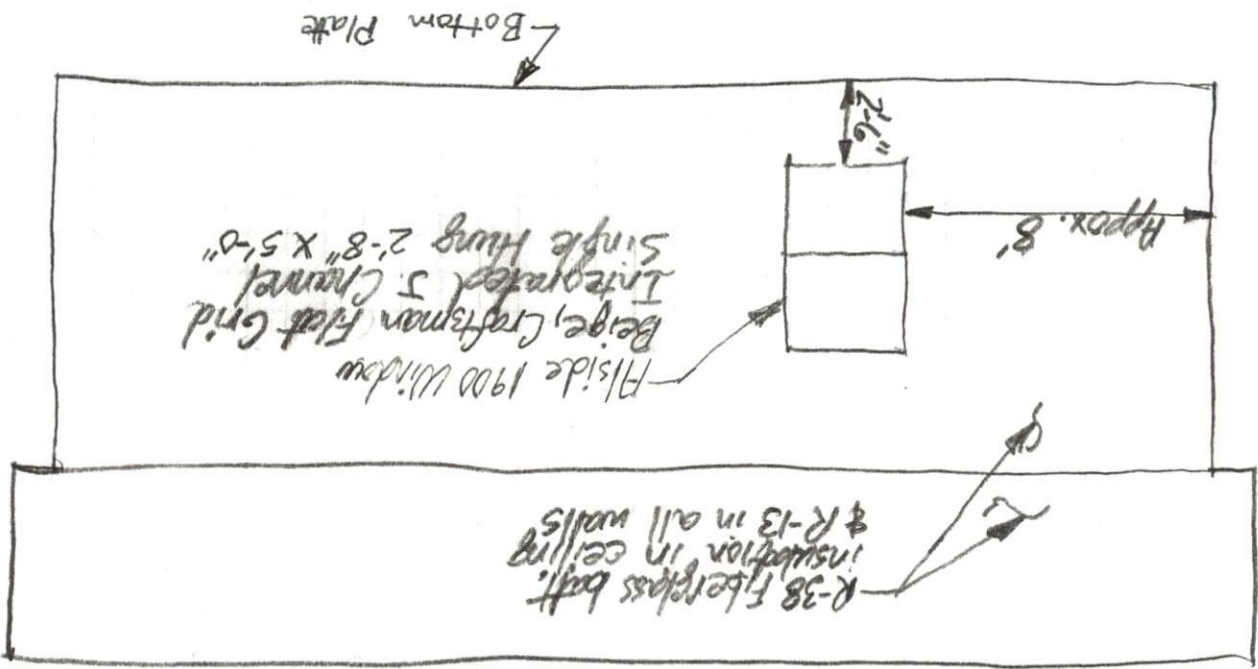 R-38 Fiberglass batt.
insulation in ceiling
& R-13 in all walls
Alside 1900 Window
Beige, Craftsman Flat Grid
Integrated J. Channel
Single Hung 2'-8" X 5'-0"
Approx. 8'
2'-6"
Bottom Plate